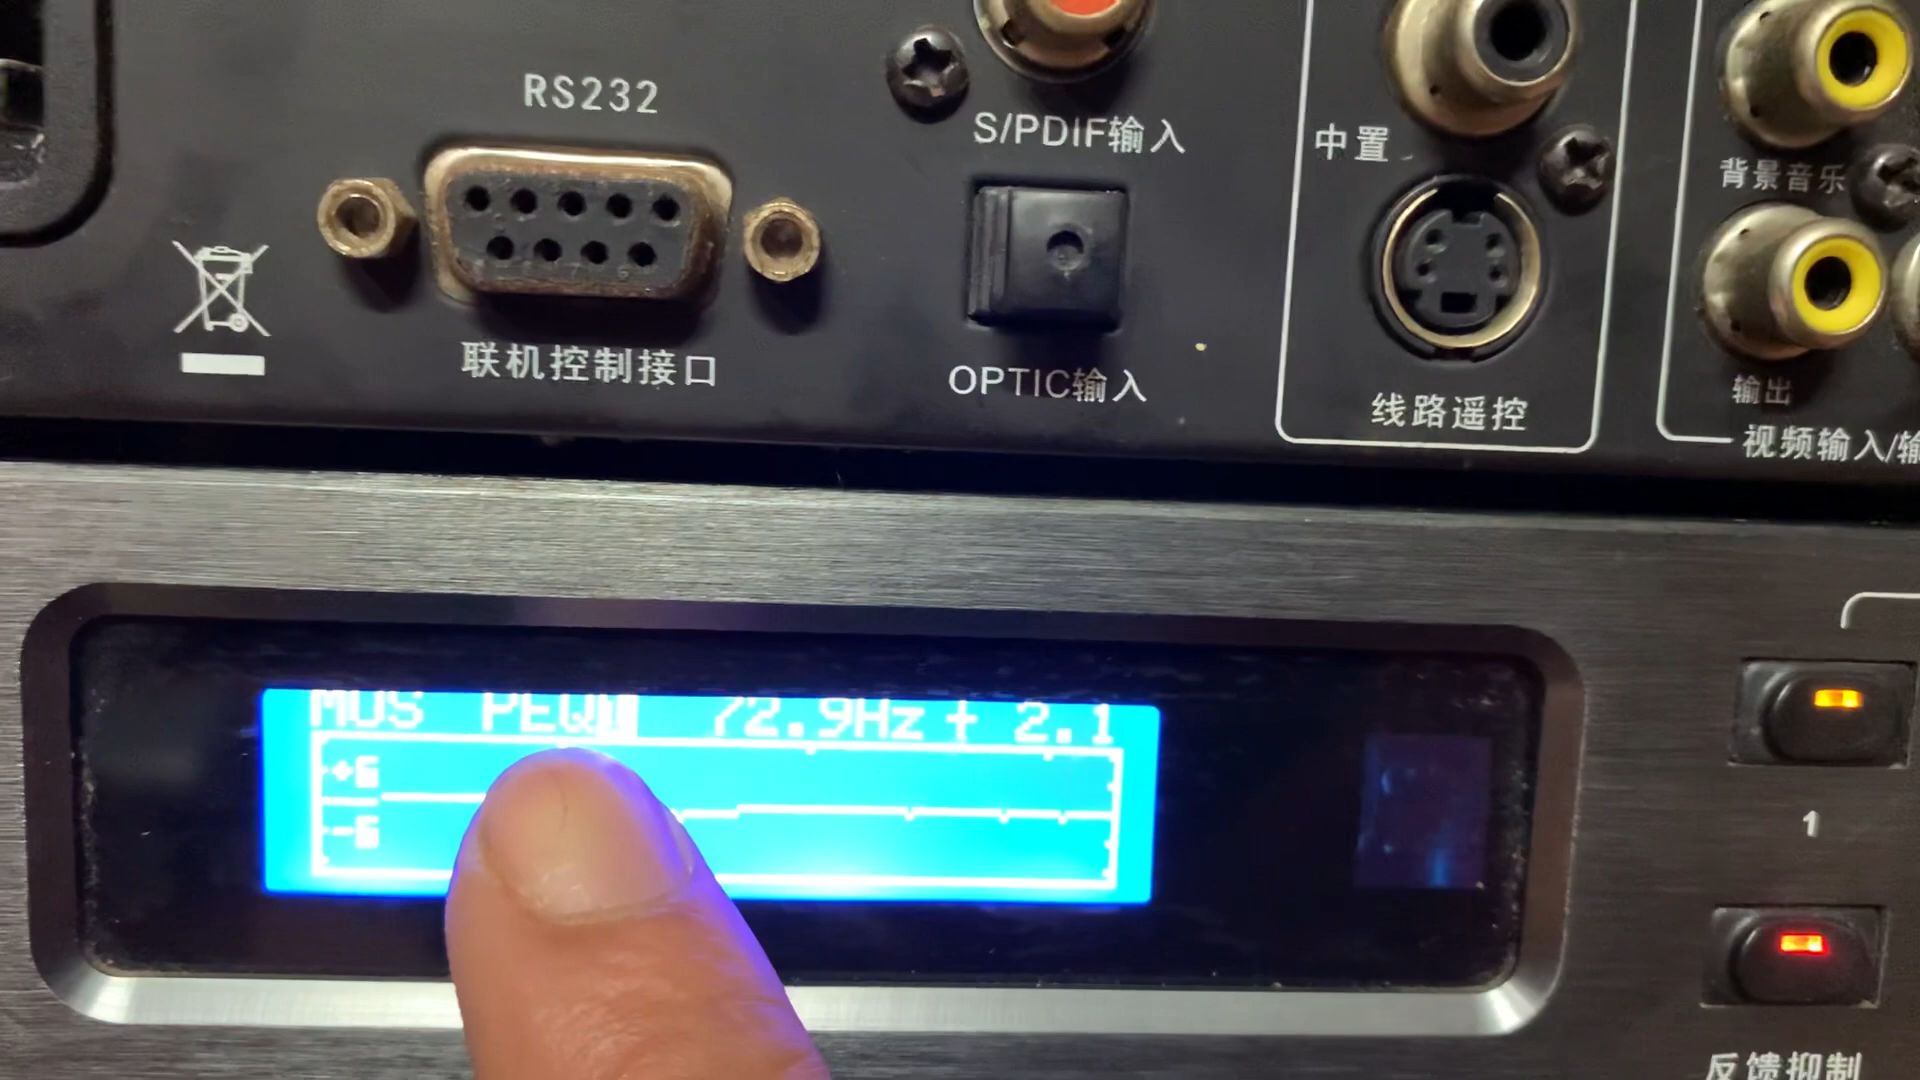 RS232
S/PDIF输入
中置
背景音乐
联机控制接口
OPTIC输入
线路遥控
输出
视频输入/输
MUS PEQ 72.9Hz + 2.1
+6
-6
1
反馈抑制